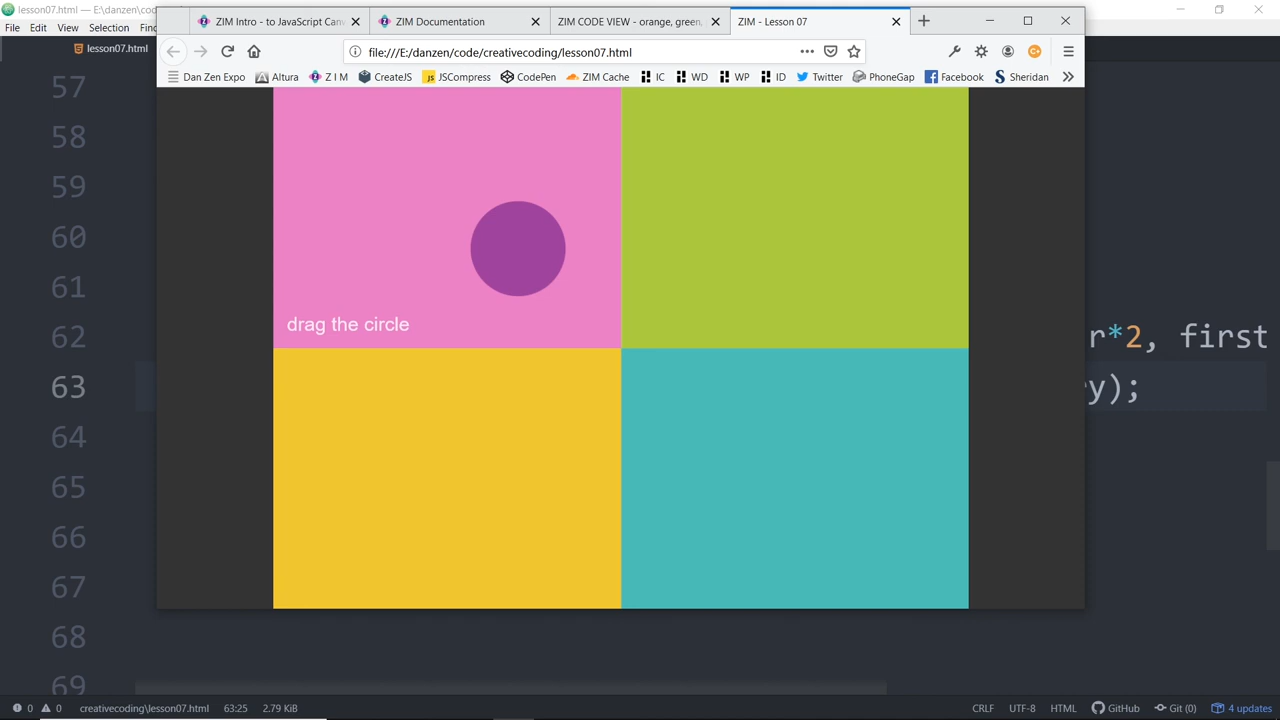 lesson07.html — E:\danzen\cod
File Edit View Selection Find
lesson07.html
ZIM Intro - to JavaScript Canv
ZIM Documentation
ZIM CODE VIEW - orange, green,
ZIM - Lesson 07
file:///E:/danzen/code/creativecoding/lesson07.html
Dan Zen Expo Altura Z I M CreateJS JSCompress CodePen ZIM Cache IC WD WP ID Twitter PhoneGap Facebook Sheridan
57
58
59
60
61
62 r*2, first
63 y);
64
65
66
67
68
69
drag the circle
0 0 creativecoding\lesson07.html 63:25 2.79 KiB CRLF UTF-8 HTML GitHub Git (0) 4 updates